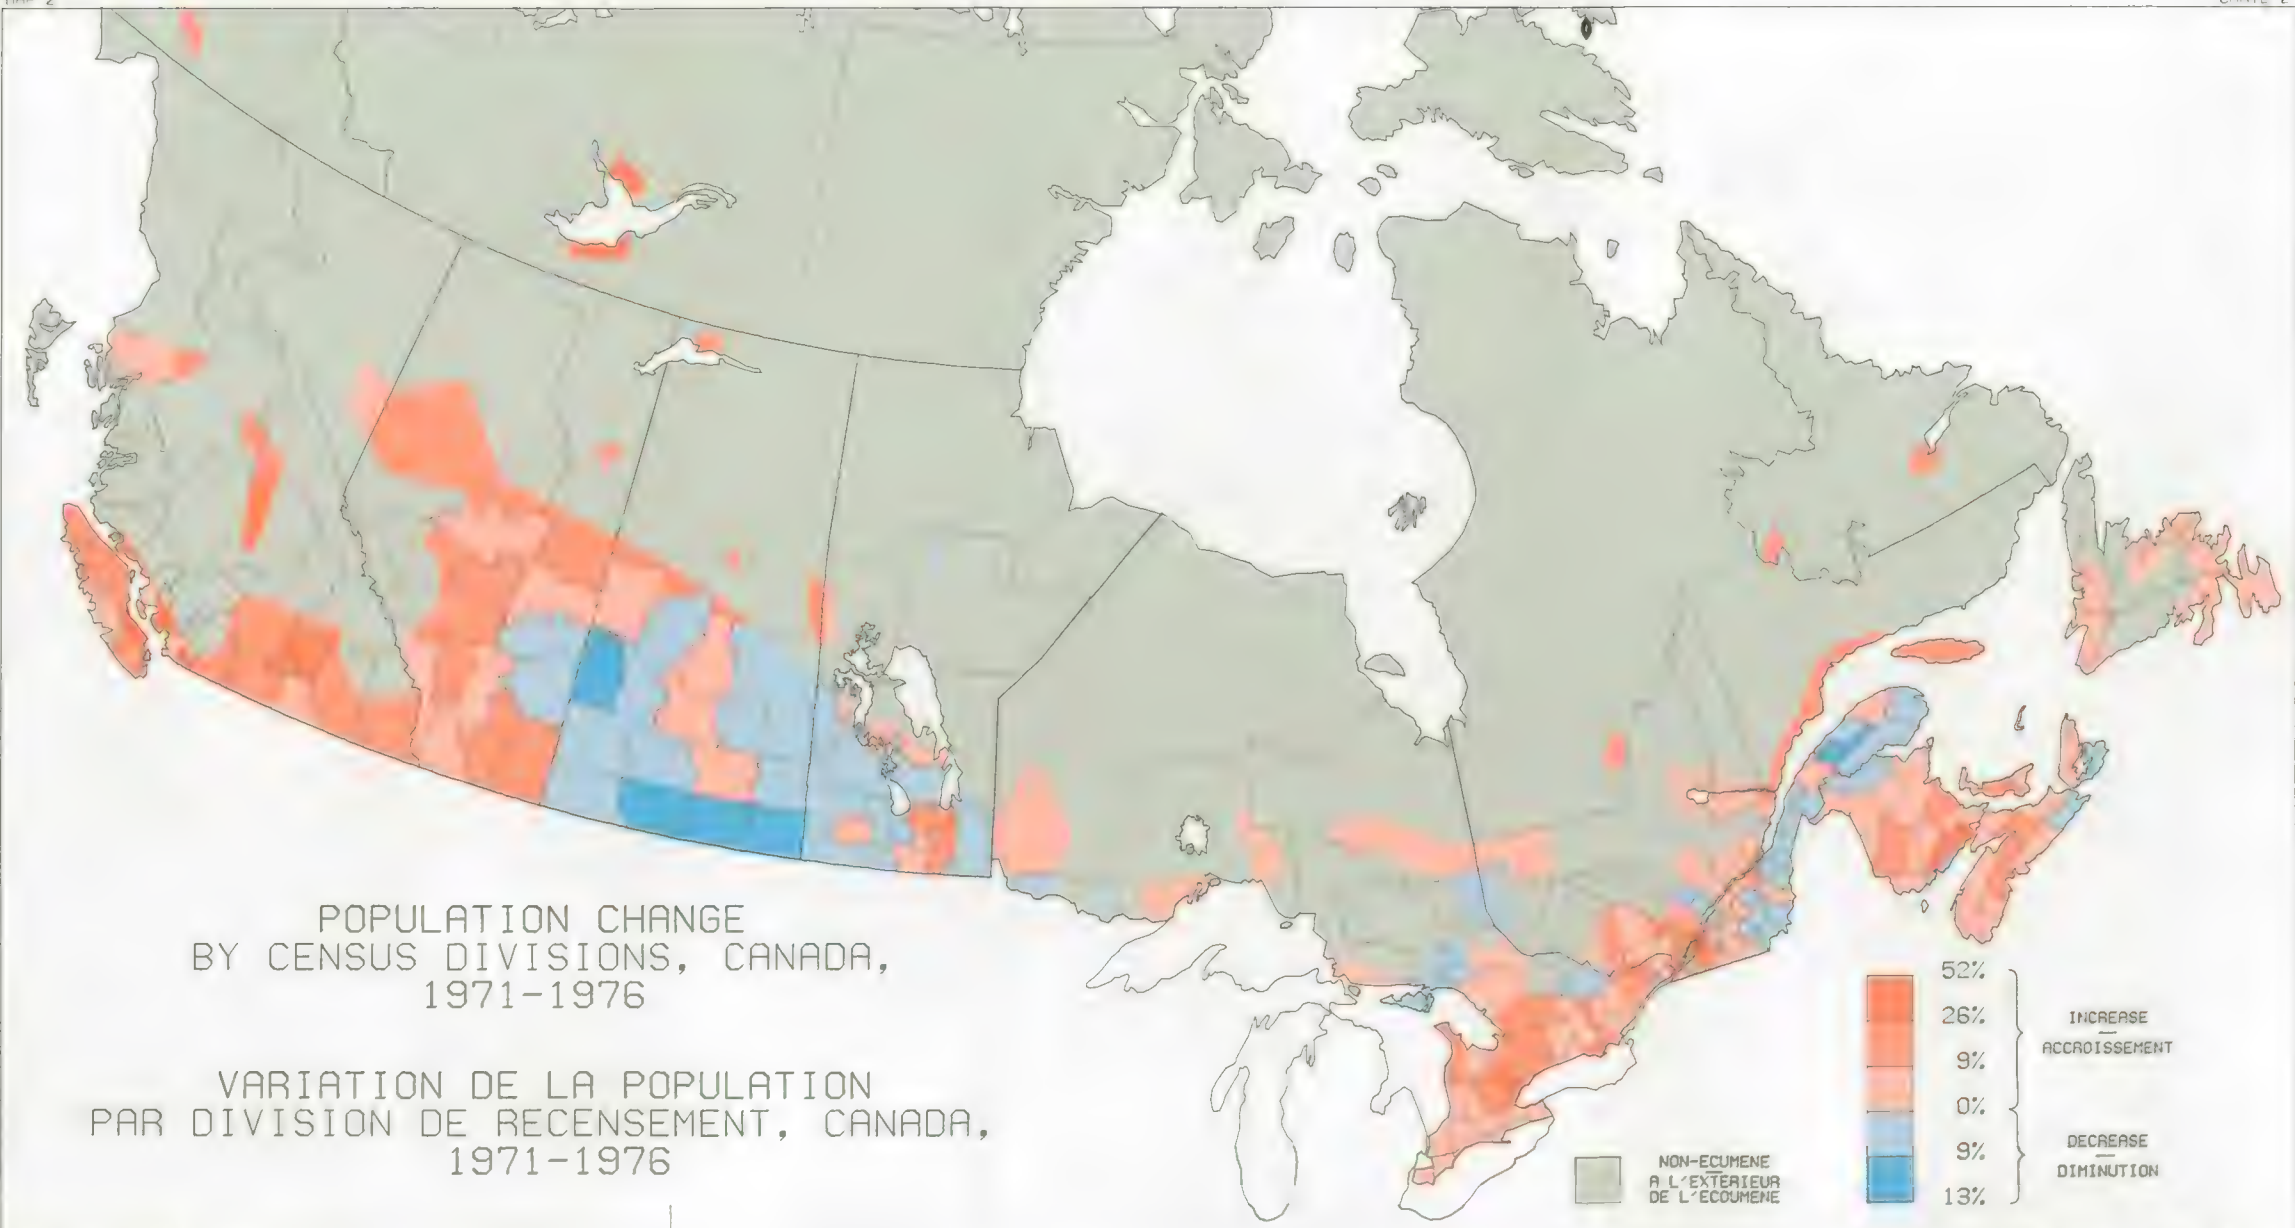 POPULATION CHANGE
BY CENSUS DIVISIONS, CANADA,
1971-1976
VARIATION DE LA POPULATION
PAR DIVISION DE RECENSEMENT, CANADA,
1971-1976
NON-ECUMENE
A L'EXTERIEUR
DE L'ECOUMENE
52%
26%
9%
0%
9%
13%
INCREASE
ACCROISSEMENT
DECREASE
DIMINUTION